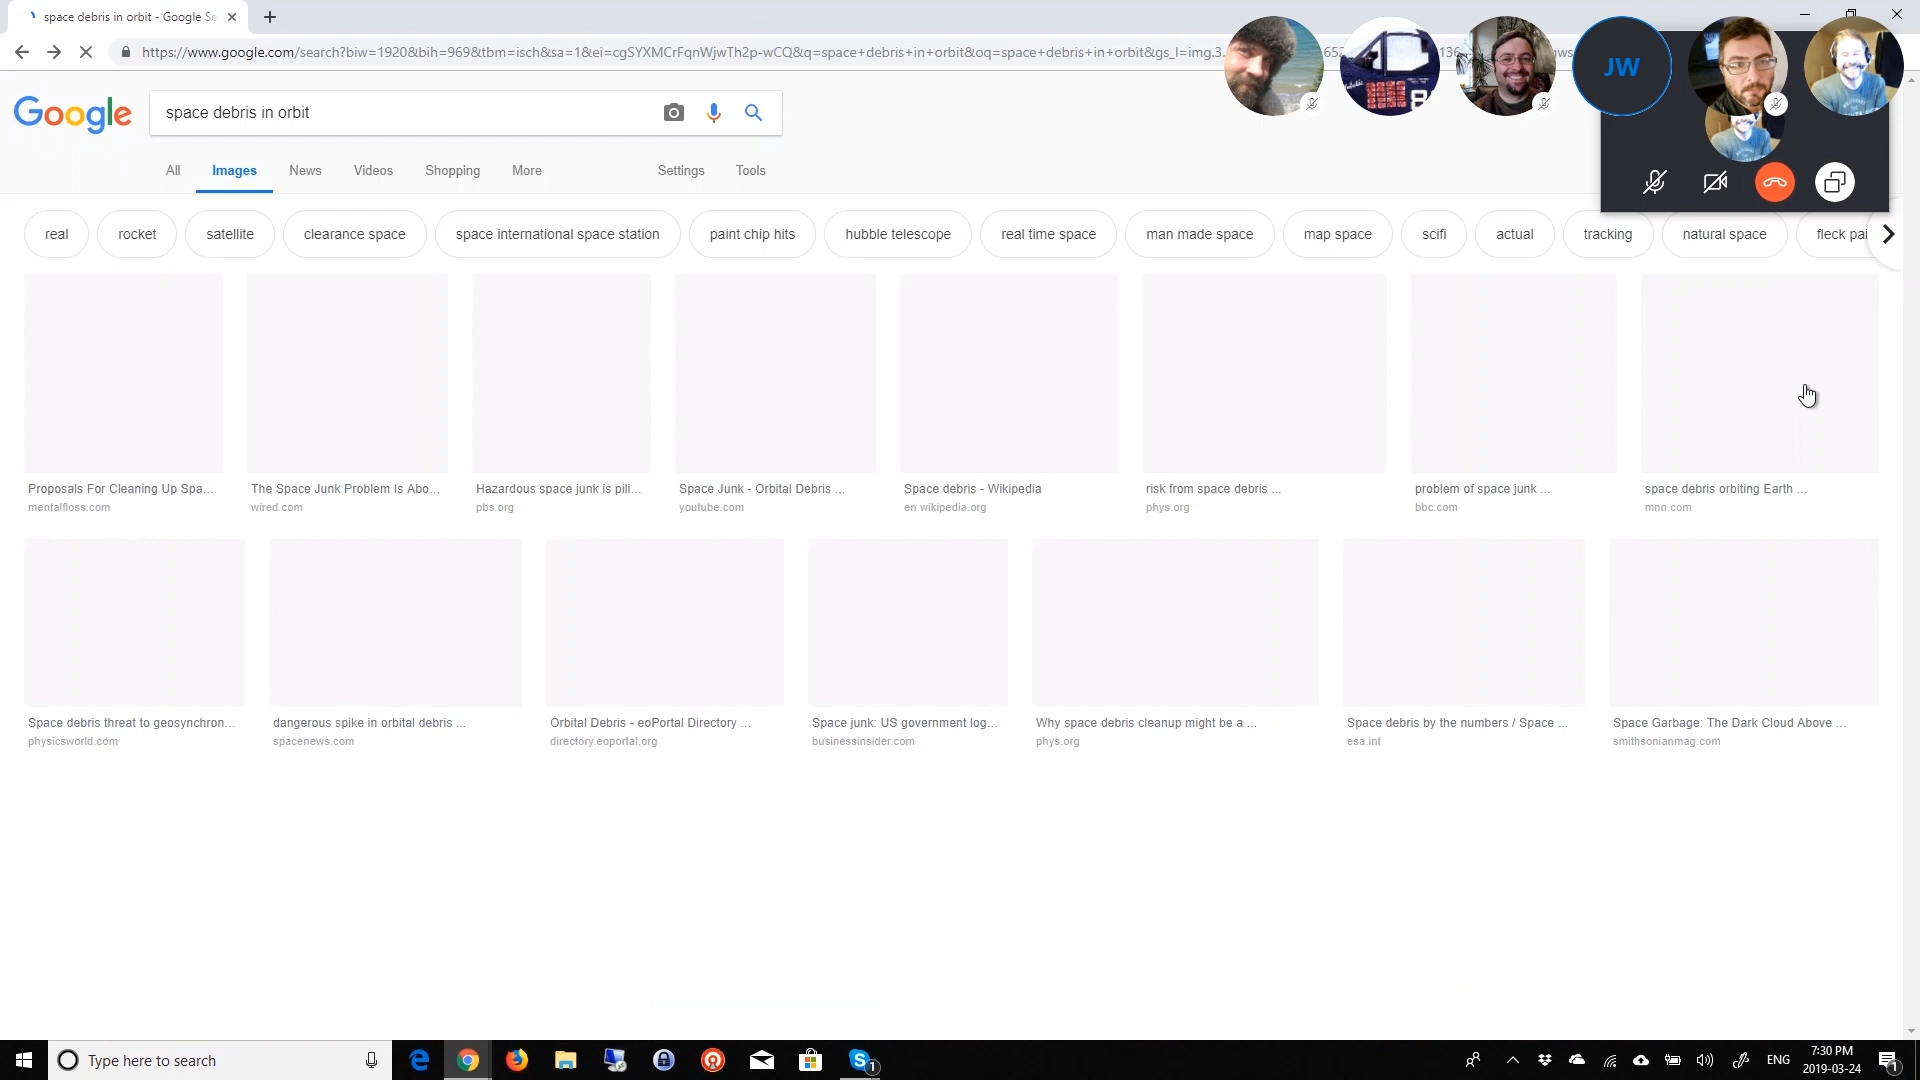 space debris in orbit - Google Se
https://www.google.com/search?biw=1920&bih=969&tbm=isch&sa=1&ei=cgSYXMCrFqnWjwTh2p-wCQ&q=space+debris+in+orbit&oq=space+debris+in+orbit&gs_l=img.3.
JW
8
Google
space debris in orbit
All Images News Videos Shopping More Settings Tools
real rocket satellite clearance space space international space station paint chip hits hubble telescope real time space man made space map space scifi actual tracking natural space fleck pai
Proposals For Cleaning Up Spa... The Space Junk Problem Is Abo... Hazardous space junk is pili... Space Junk - Orbital Debris ... Space debris - Wikipedia risk from space debris ... problem of space junk ... space debris orbiting Earth ...
mentalfloss.com wired.com pbs.org youtube.com en.wikipedia.org phys.org bbc.com mnn.com
Space debris threat to geosynchron... dangerous spike in orbital debris ... Orbital Debris - eoPortal Directory ... Space junk: US government log... Why space debris cleanup might be a ... Space debris by the numbers / Space ... Space Garbage: The Dark Cloud Above ...
physicsworld.com spacenews.com directory.eoportal.org businessinsider.com phys.org esa.int smithsonianmag.com
Type here to search
1
ENG
7:30 PM
2019-03-24
1